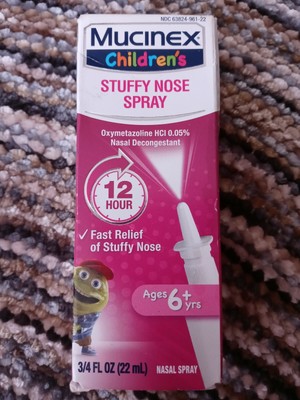 NDC 63824-961-22
Mucinex
Children's
STUFFY NOSE
SPRAY
Oxymetazoline HCl 0.05%
Nasal Decongestant
12
HOUR
✓ Fast Relief
of Stuffy Nose
Ages 6+
yrs
3/4 FL OZ (22 mL)
NASAL SPRAY